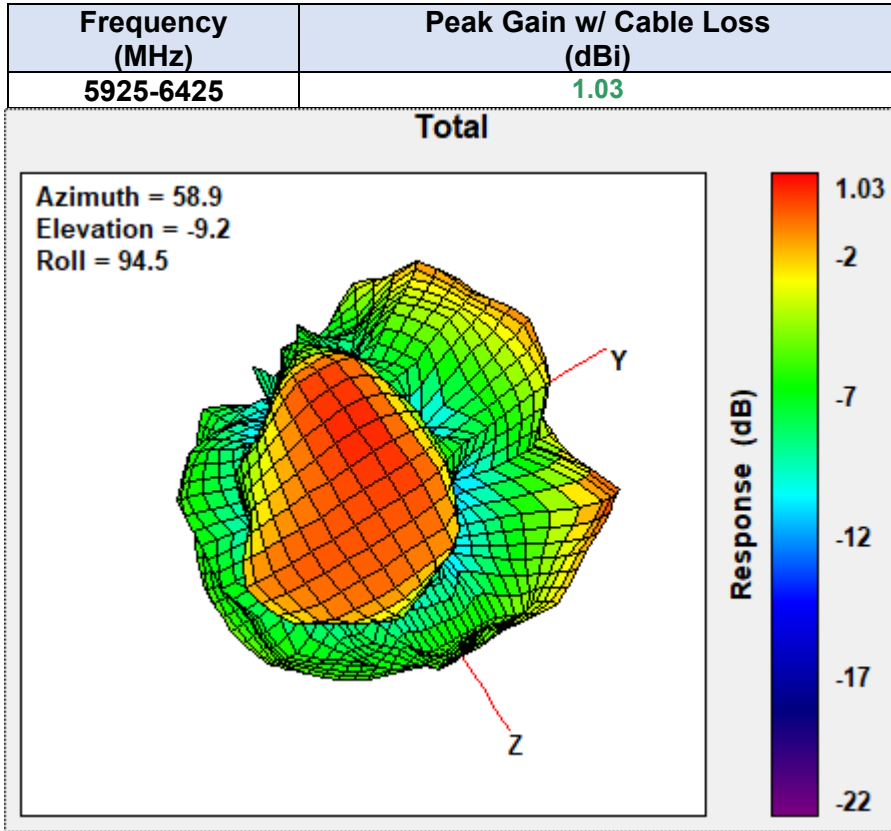 Frequency
(MHz)
Peak Gain w/ Cable Loss
(dBi)
5925-6425
1.03
Total
Azimuth = 58.9
Elevation = -9.2
Roll = 94.5
Y
Z
Response (dB)
1.03
-2
-7
-12
-17
-22